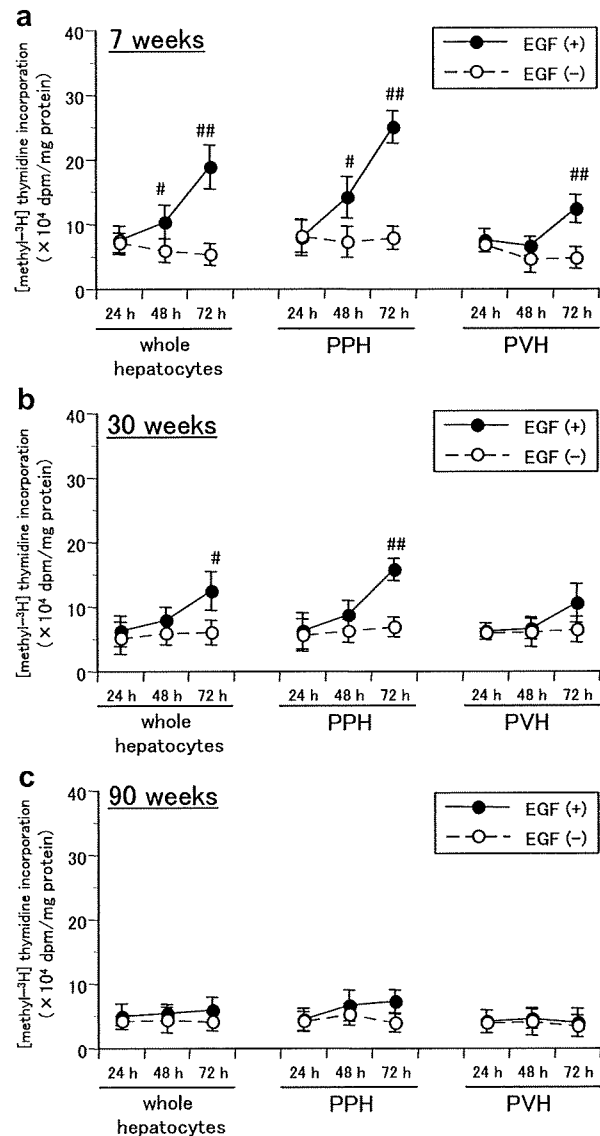 a
7 weeks
EGF (+)
EGF (-)
[methyl-³H] thymidine incorporation
(×10⁴ dpm/mg protein)
40
30
20
10
0
#
##
#
##
##
24 h 48 h 72 h
24 h 48 h 72 h
24 h 48 h 72 h
whole
hepatocytes
PPH
PVH
b
30 weeks
EGF (+)
EGF (-)
[methyl-³H] thymidine incorporation
(×10⁴ dpm/mg protein)
40
30
20
10
0
#
##
24 h 48 h 72 h
24 h 48 h 72 h
24 h 48 h 72 h
whole
hepatocytes
PPH
PVH
c
90 weeks
EGF (+)
EGF (-)
[methyl-³H] thymidine incorporation
(×10⁴ dpm/mg protein)
40
30
20
10
0
24 h 48 h 72 h
24 h 48 h 72 h
24 h 48 h 72 h
whole
hepatocytes
PPH
PVH